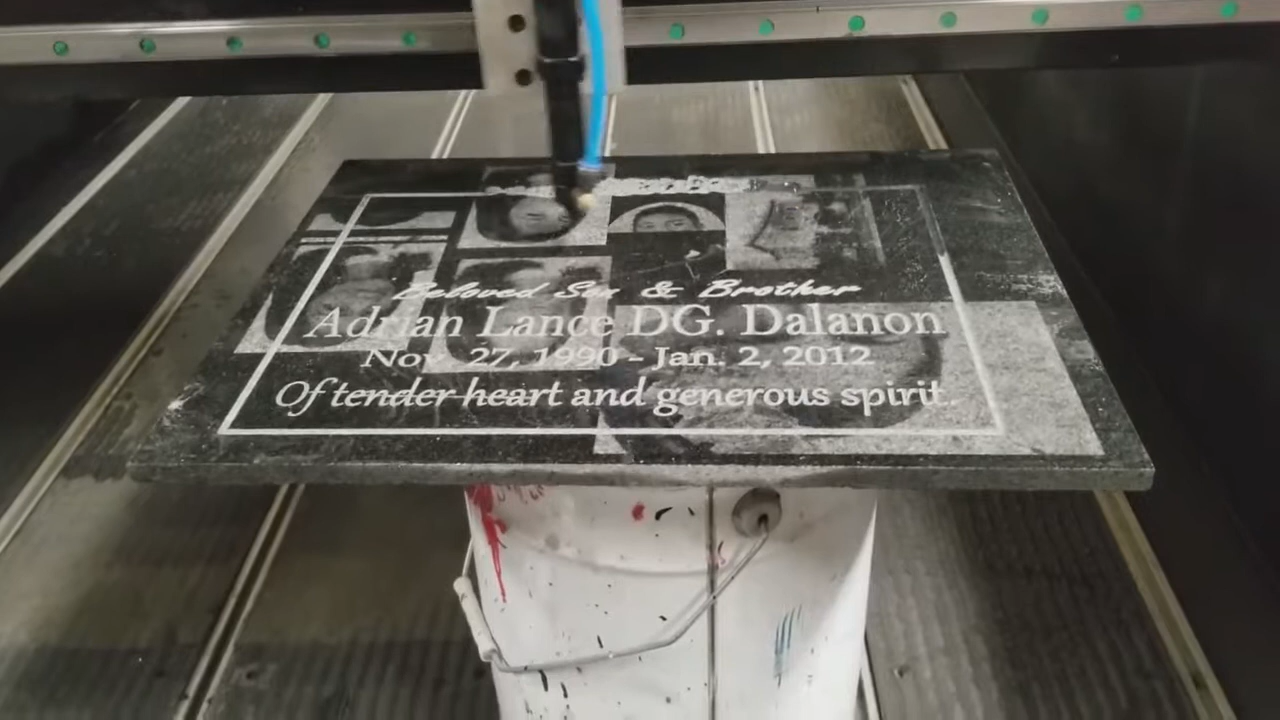 Beloved Son & Brother
Adrian Lance DG. Dalanon
Nov. 27, 1990 - Jan. 2, 2012
Of tender heart and generous spirit.